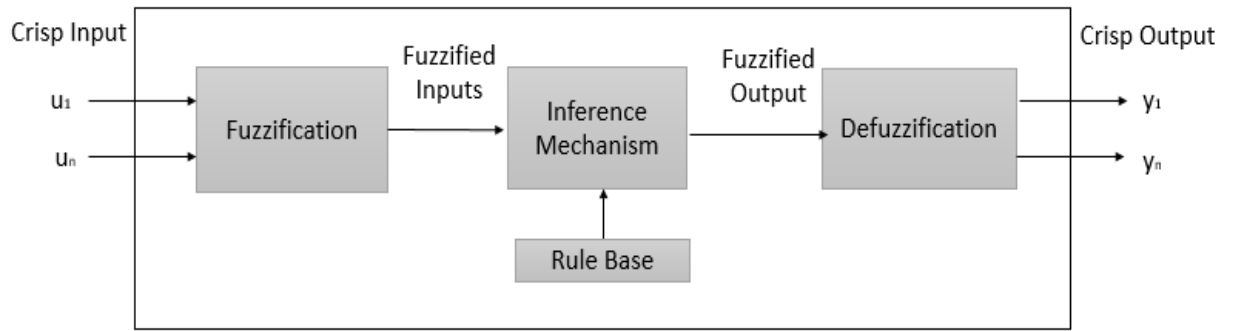 Crisp Input
Crisp Output
Fuzzified
Inputs
Fuzzified
Output
u₁
uₙ
Fuzzification
Inference
Mechanism
Defuzzification
y₁
yₙ
Rule Base